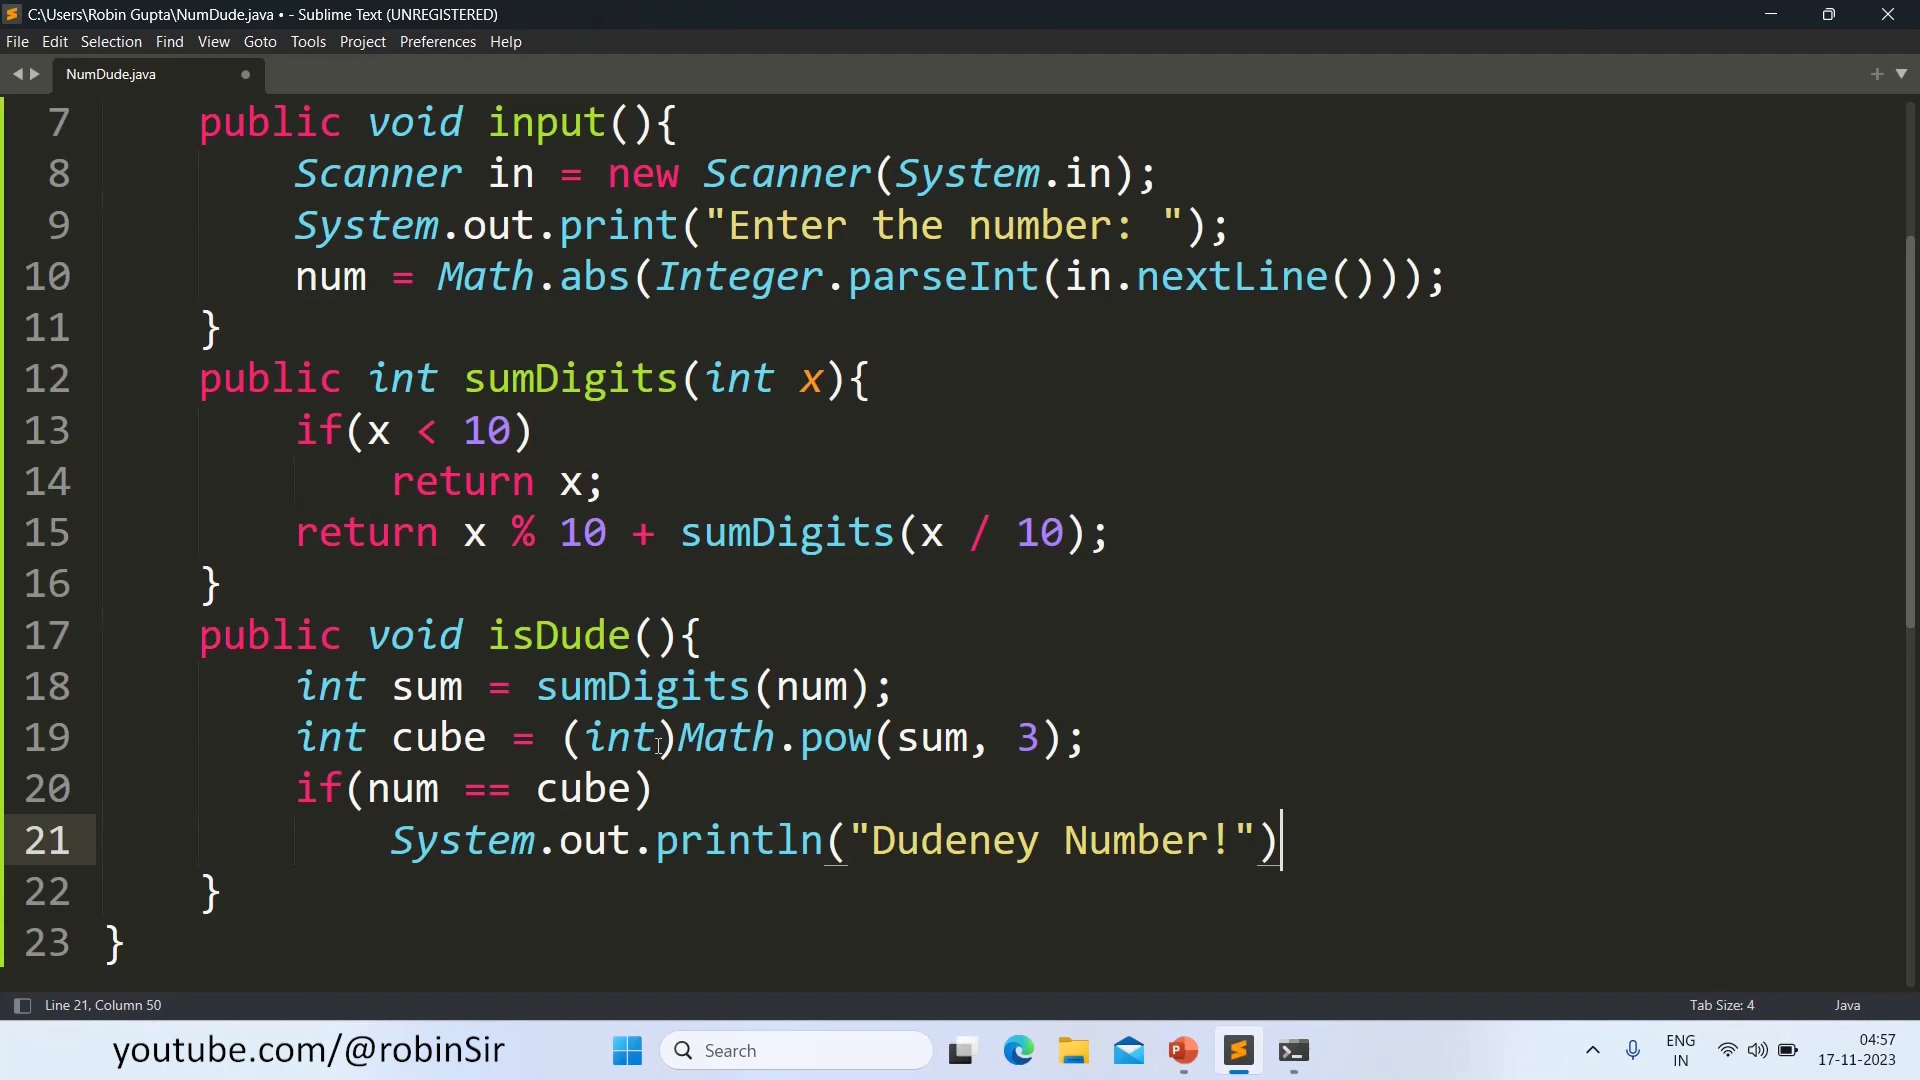 C:\Users\Robin Gupta\NumDude.java • - Sublime Text (UNREGISTERED)
File Edit Selection Find View Goto Tools Project Preferences Help
NumDude.java
7 public void input(){
8 Scanner in = new Scanner(System.in);
9 System.out.print("Enter the number: ");
10 num = Math.abs(Integer.parseInt(in.nextLine()));
11 }
12 public int sumDigits(int x){
13 if(x < 10)
14 return x;
15 return x % 10 + sumDigits(x / 10);
16 }
17 public void isDude(){
18 int sum = sumDigits(num);
19 int cube = (int)Math.pow(sum, 3);
20 if(num == cube)
21 System.out.println("Dudeney Number!")
22 }
23 }
Line 21, Column 50 Tab Size: 4 Java
youtube.com/@robinSir Search ENG 04:57
IN 17-11-2023